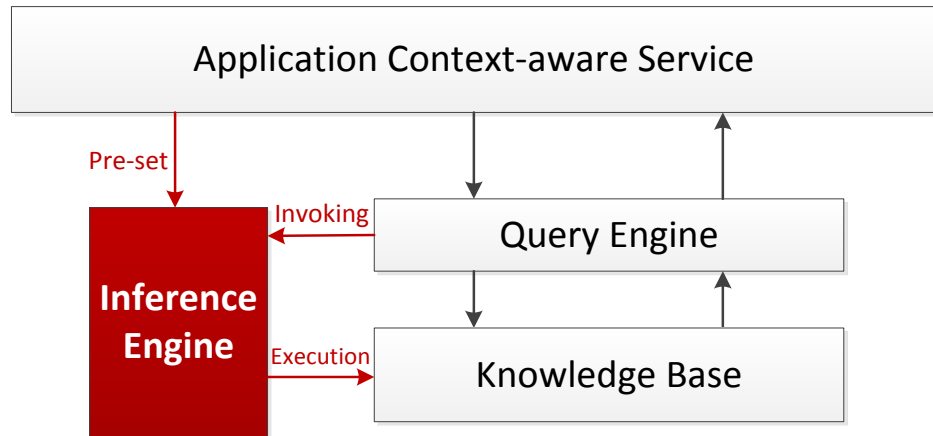 Application Context-aware Service
Pre-set
Invoking
Query Engine
Inference
Engine
Execution
Knowledge Base